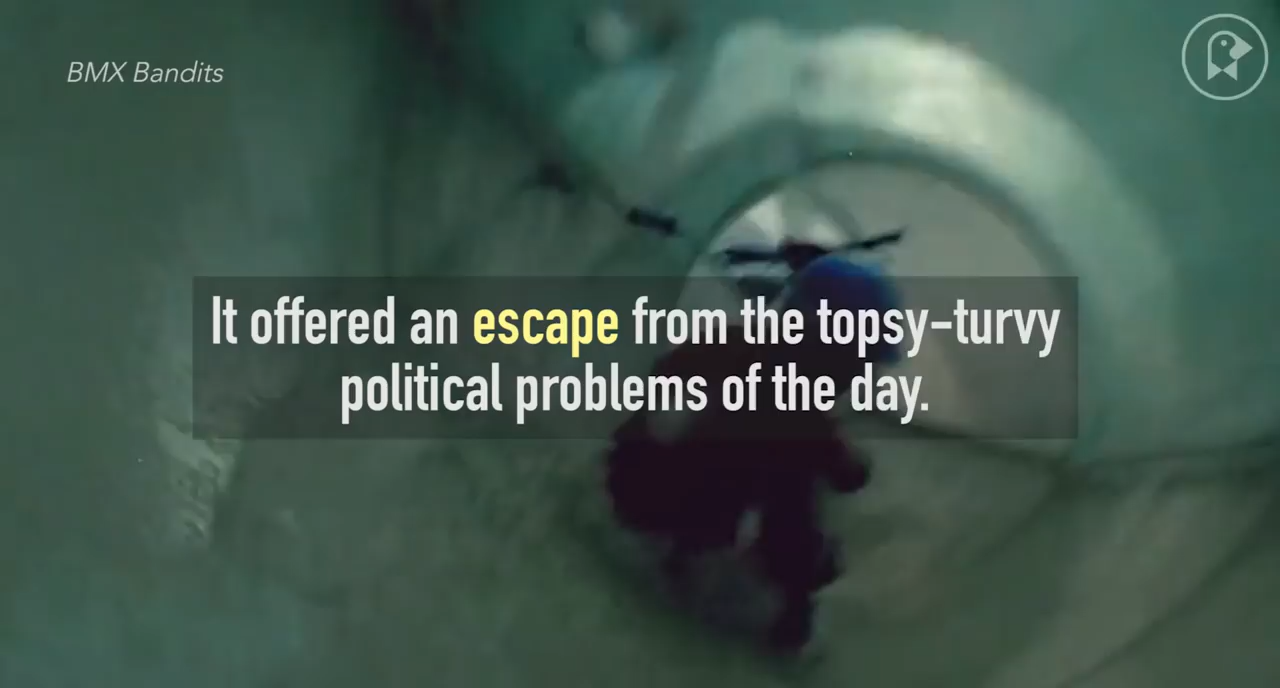 BMX Bandits
It offered an escape from the topsy-turvy
political problems of the day.